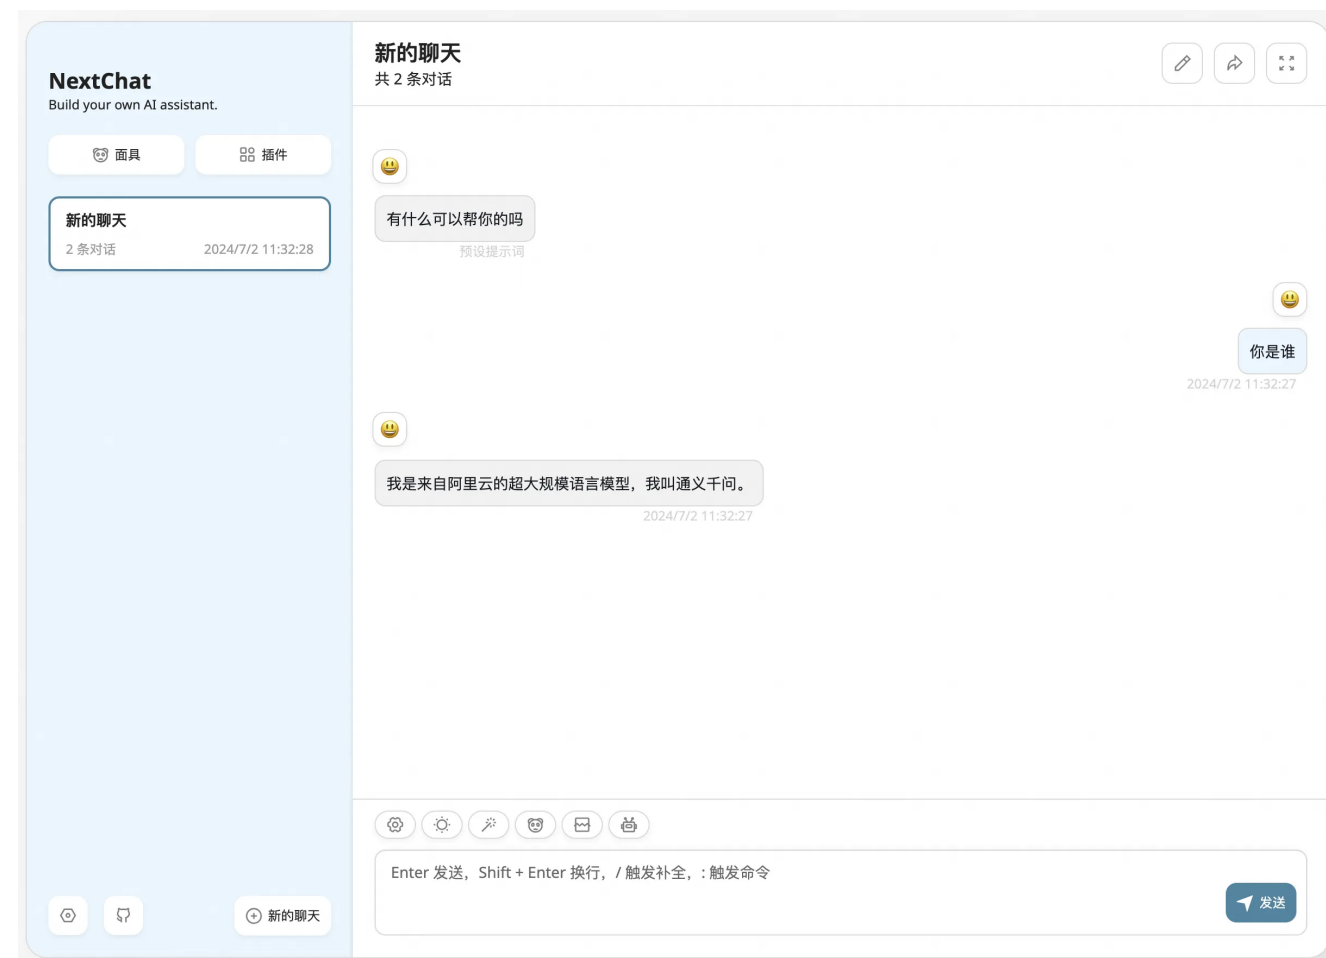 NextChat
Build your own AI assistant.
面具
插件
新的聊天
2 条对话
2024/7/2 11:32:28
新的聊天
新的聊天
共 2 条对话
有什么可以帮你的吗
预设提示词
你是谁
2024/7/2 11:32:27
我是来自阿里云的超大规模语言模型，我叫通义千问。
2024/7/2 11:32:27
Enter 发送，Shift + Enter 换行，/ 触发补全，: 触发命令
发送